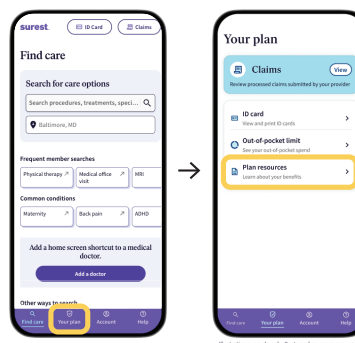 surest
ID Card
Claims
Find care
Search for care options
Search procedures, treatments, speci...
Baltimore, MD
Frequent member searches
Physical therapy
Medical office
visit
MRI
Common conditions
Maternity
Back pain
ADHD
Add a home screen shortcut to a medical
doctor.
Add a doctor
Other ways to search
Find care
Your plan
Account
Help
Your plan
Claims
View
Review processed claims submitted by your provider
ID card
View and print ID cards
Out-of-pocket limit
See your out-of-pocket spend
Plan resources
Learn about your benefits
Find care
Your plan
Account
Help